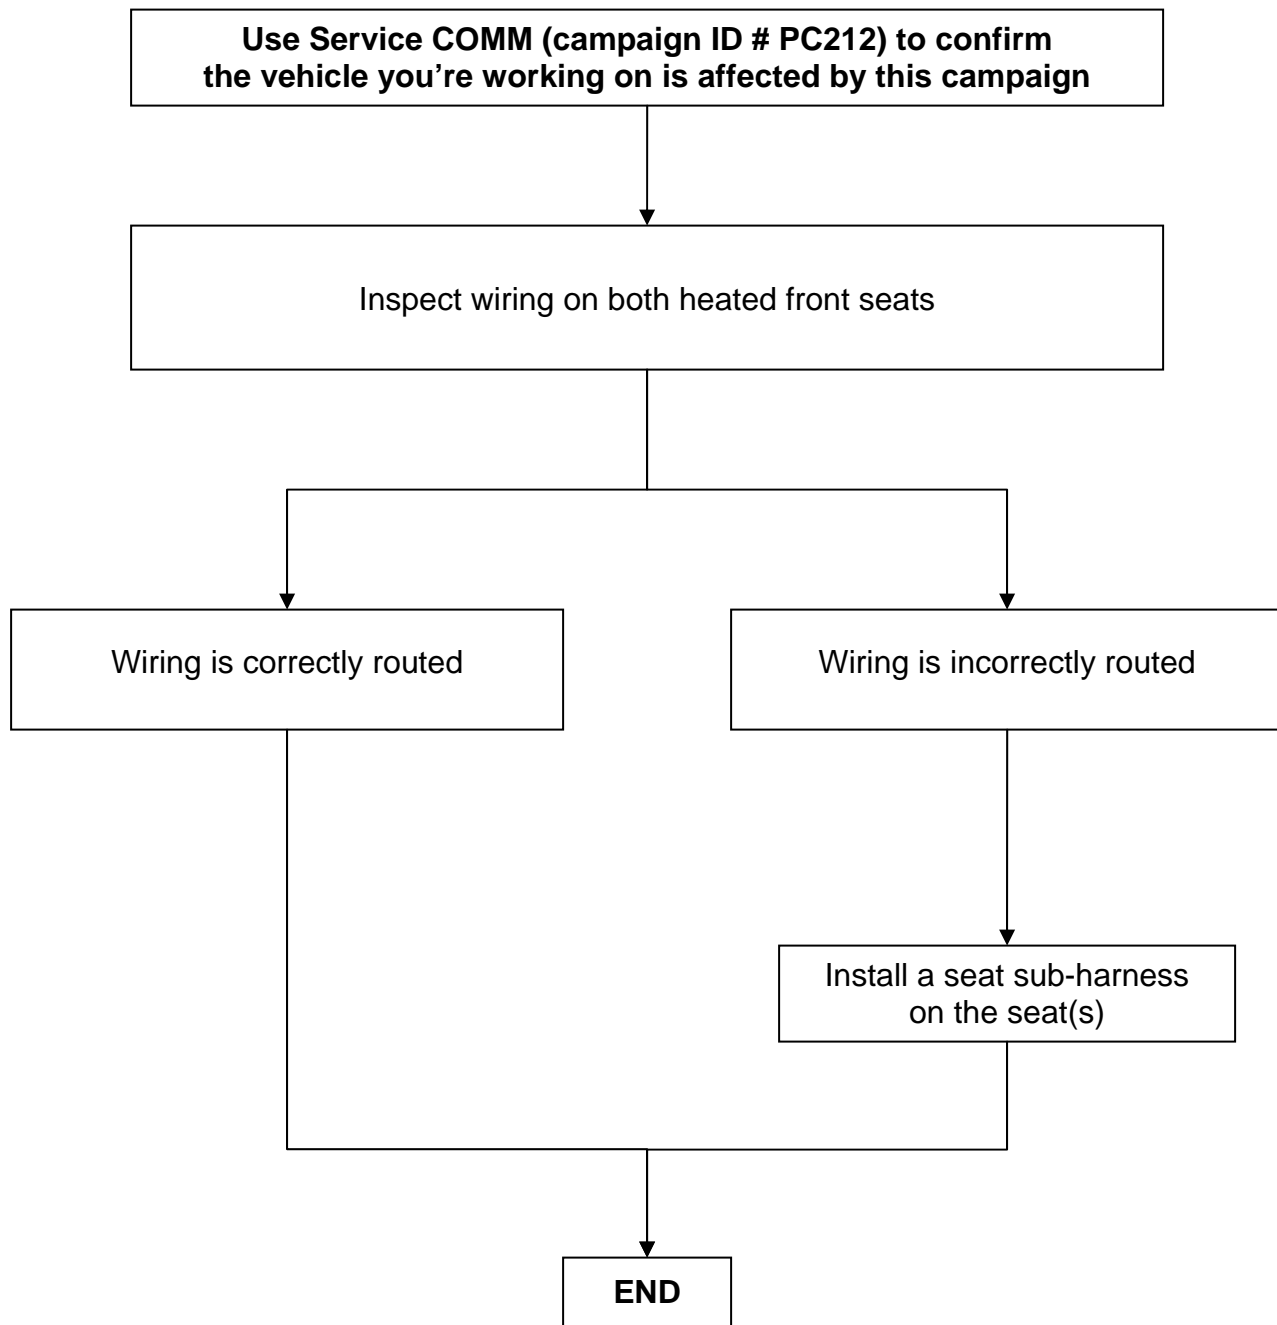 Use Service COMM (campaign ID # PC212) to confirm
the vehicle you’re working on is affected by this campaign
Inspect wiring on both heated front seats
Wiring is correctly routed
Wiring is incorrectly routed
Install a seat sub-harness
on the seat(s)
END